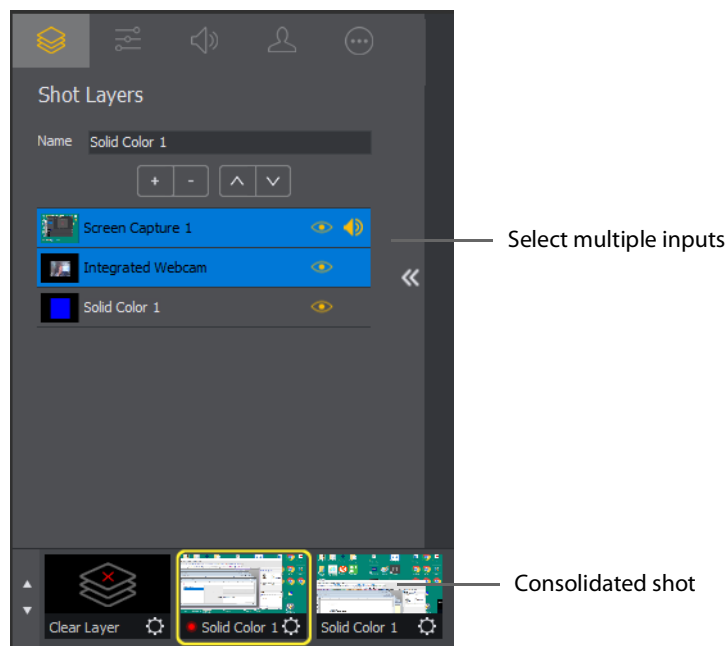 Shot Layers
Name Solid Color 1
+ -
Screen Capture 1
Select multiple inputs
Integrated Webcam
Solid Color 1
Consolidated shot
Clear Layer
Solid Color 1
Solid Color 1